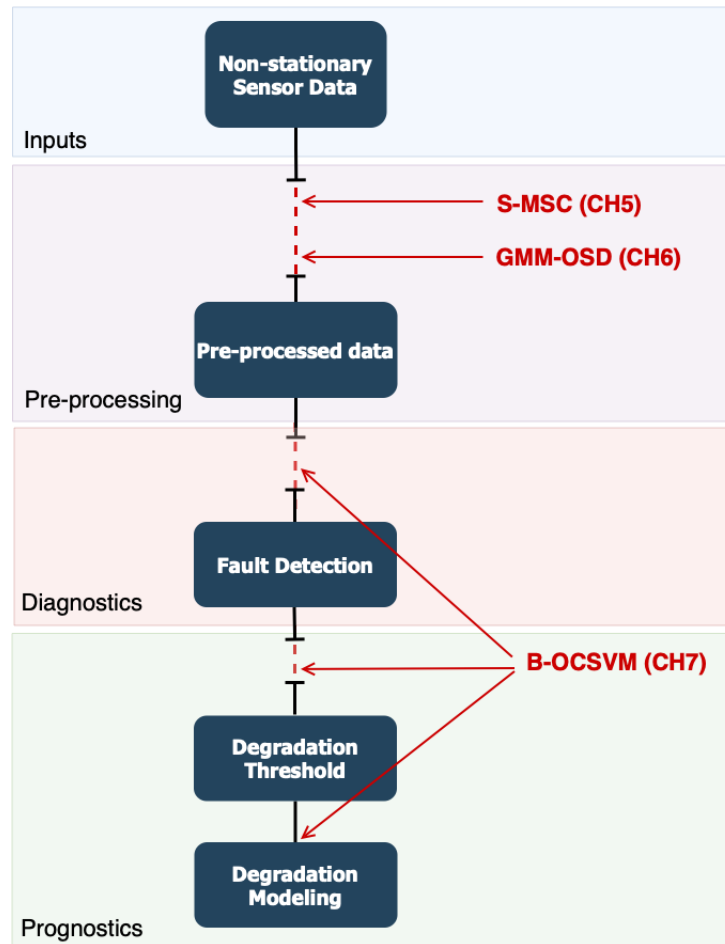 Non-stationary
Sensor Data
Inputs
S-MSC (CH5)
GMM-OSD (CH6)
Pre-processed data
Pre-processing
Fault Detection
Diagnostics
B-OCSVM (CH7)
Degradation
Threshold
Degradation
Modeling
Prognostics